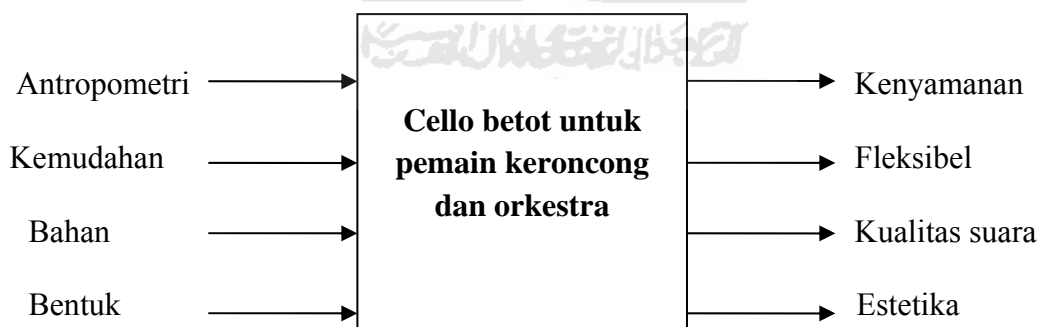 Antropometri
Kemudahan
Bahan
Bentuk
Cello betot untuk
pemain keroncong
dan orkestra
Kenyamanan
Fleksibel
Kualitas suara
Estetika